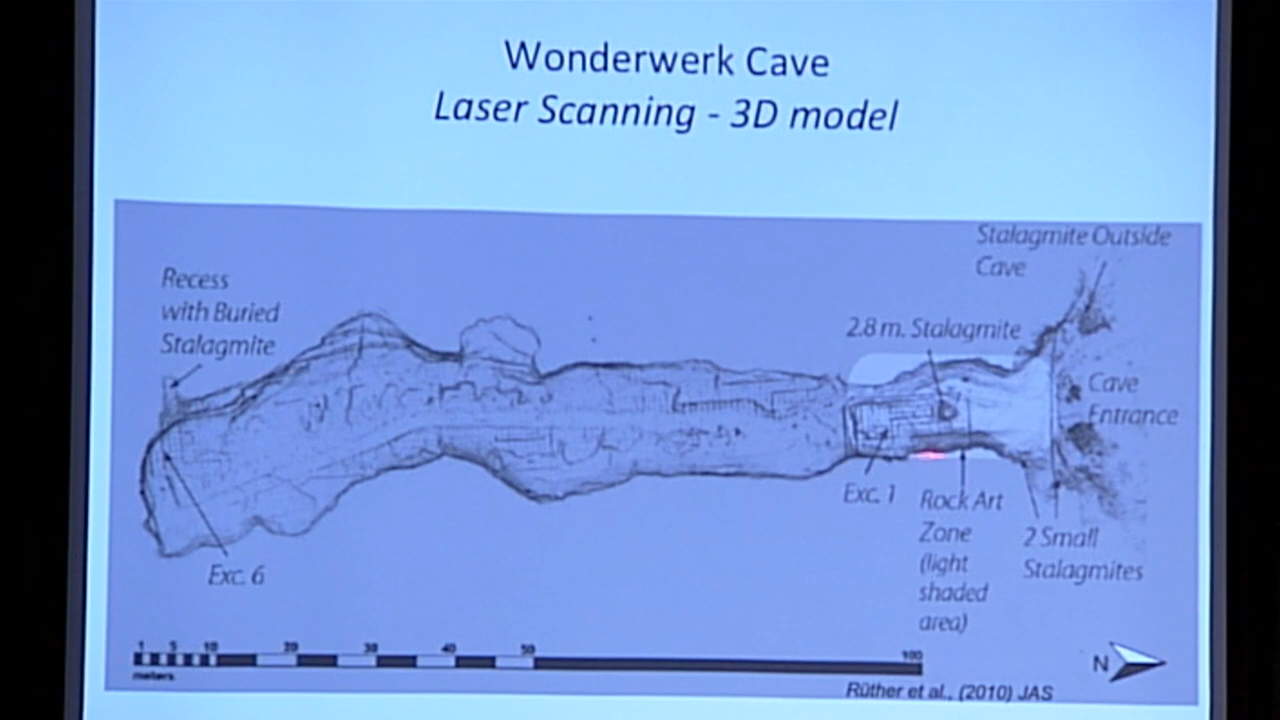 Wonderwerk Cave
Laser Scanning - 3D model
Stalagmite Outside
Cave
Recess
with Buried
Stalagmite
2.8 m. Stalagmite
Cave
Entrance
Exc. 1
Rock Art
Zone
(light
shaded
area)
2 Small
Stalagmites
Exc. 6
1 5 10 20 30 40 50 100
meters
N
Rüther et al., (2010) JAS